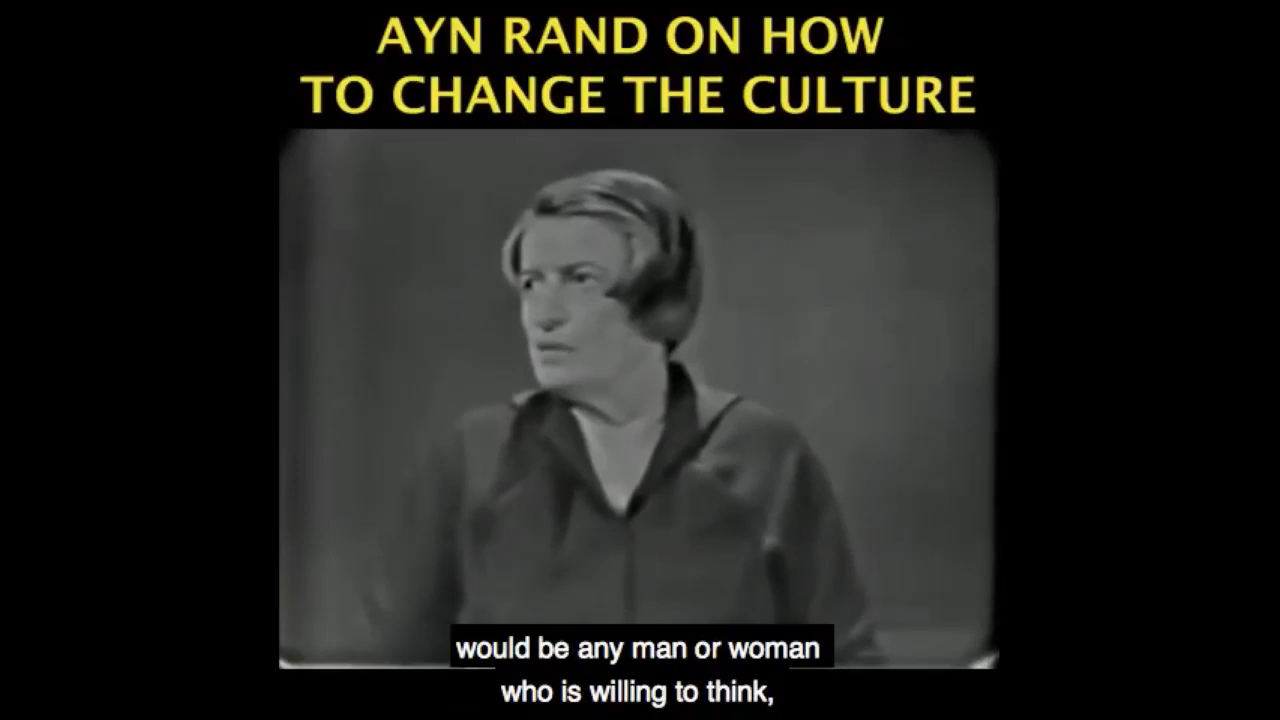 AYN RAND ON HOW
TO CHANGE THE CULTURE
would be any man or woman
who is willing to think,